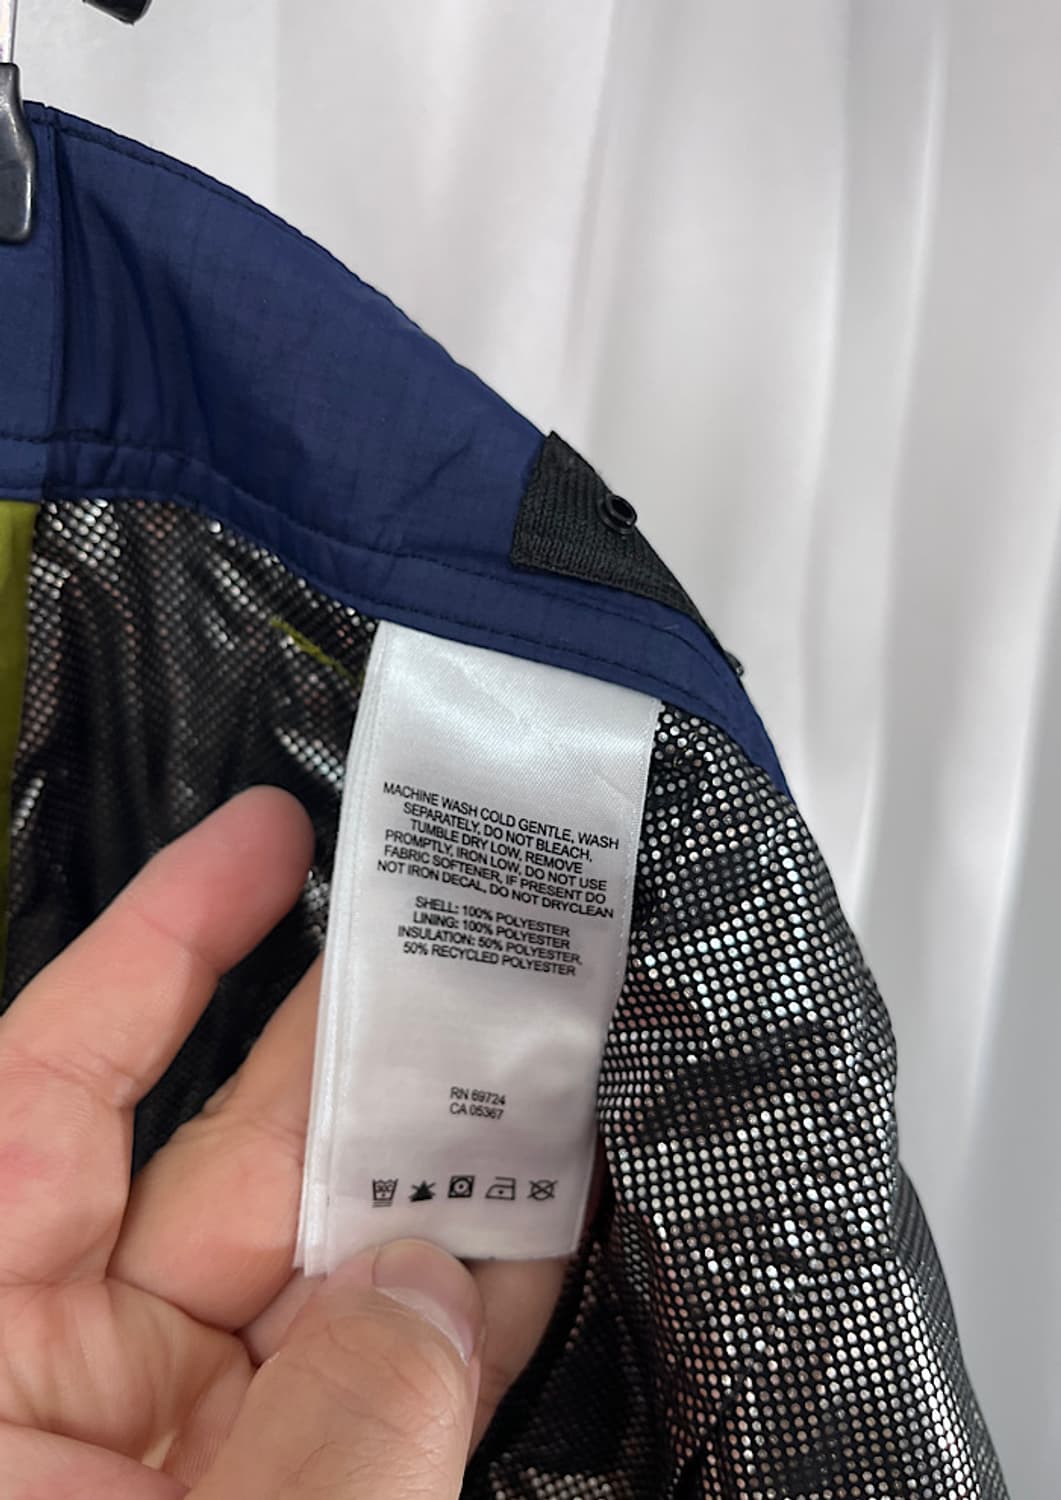 MACHINE WASH COLD GENTLE, WASH
SEPARATELY, DO NOT BLEACH,
TUMBLE DRY LOW, REMOVE
PROMPTLY, IRON LOW, DO NOT USE
FABRIC SOFTENER, IF PRESENT DO
NOT IRON DECAL, DO NOT DRYCLEAN
SHELL: 100% POLYESTER
LINING: 100% POLYESTER
INSULATION: 50% POLYESTER,
50% RECYCLED POLYESTER
RN 69724
CA 05367